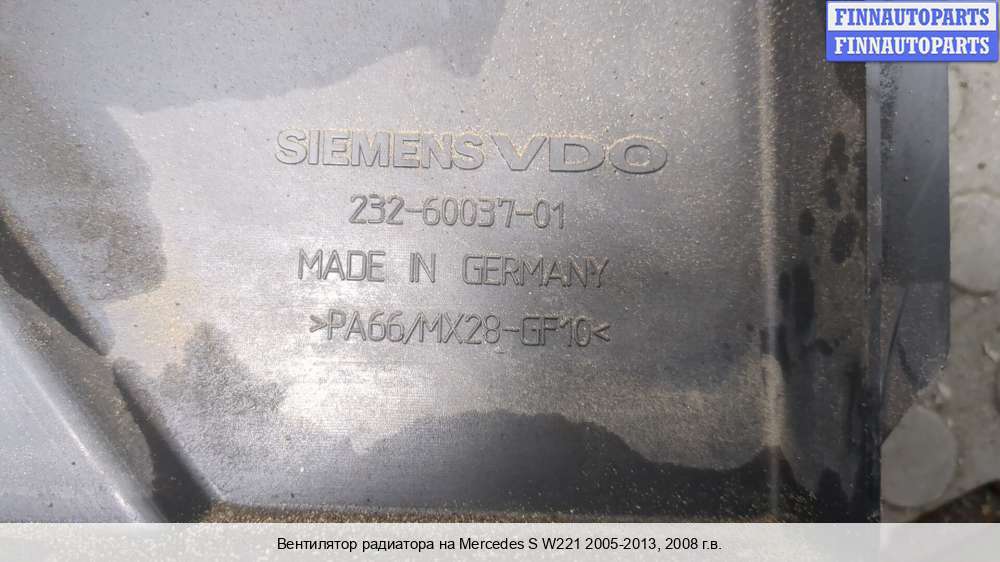 FINNAUTOPARTS
FINNAUTOPARTS
SIEMENS VDO
232-60037-01
MADE IN GERMANY
>PA66/MX28-GF10<
Вентилятор радиатора на Mercedes S W221 2005-2013, 2008 г.в.